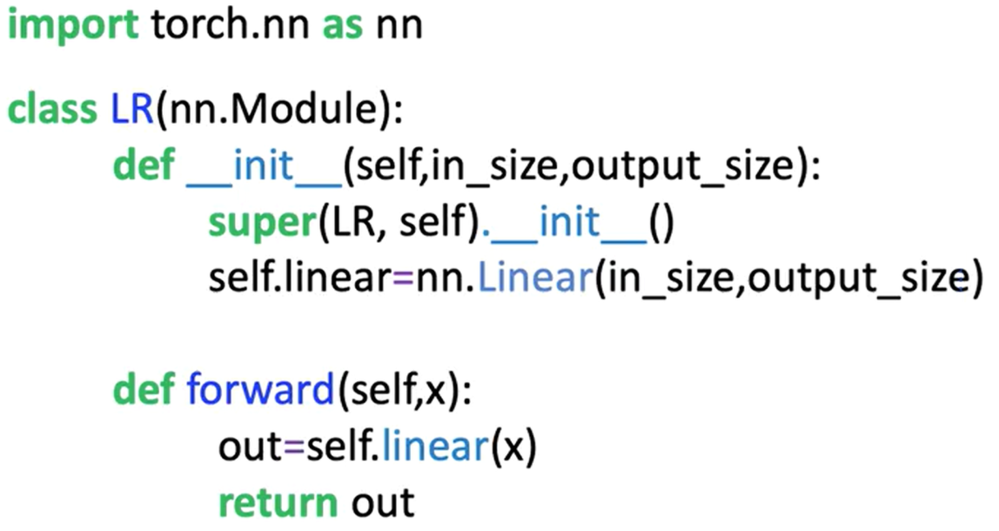 import torch.nn as nn
class LR(nn.Module):
def __init__(self,in_size,output_size):
super(LR, self).__init__()
self.linear=nn.Linear(in_size,output_size)
def forward(self,x):
out=self.linear(x)
return out